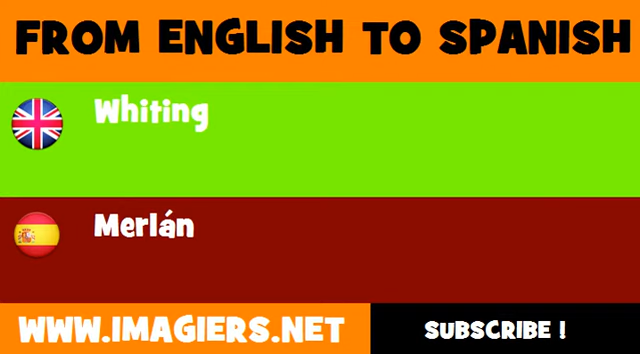 FROM ENGLISH TO SPANISH
Whiting
Merlán
WWW.IMAGIERS.NET
SUBSCRIBE !